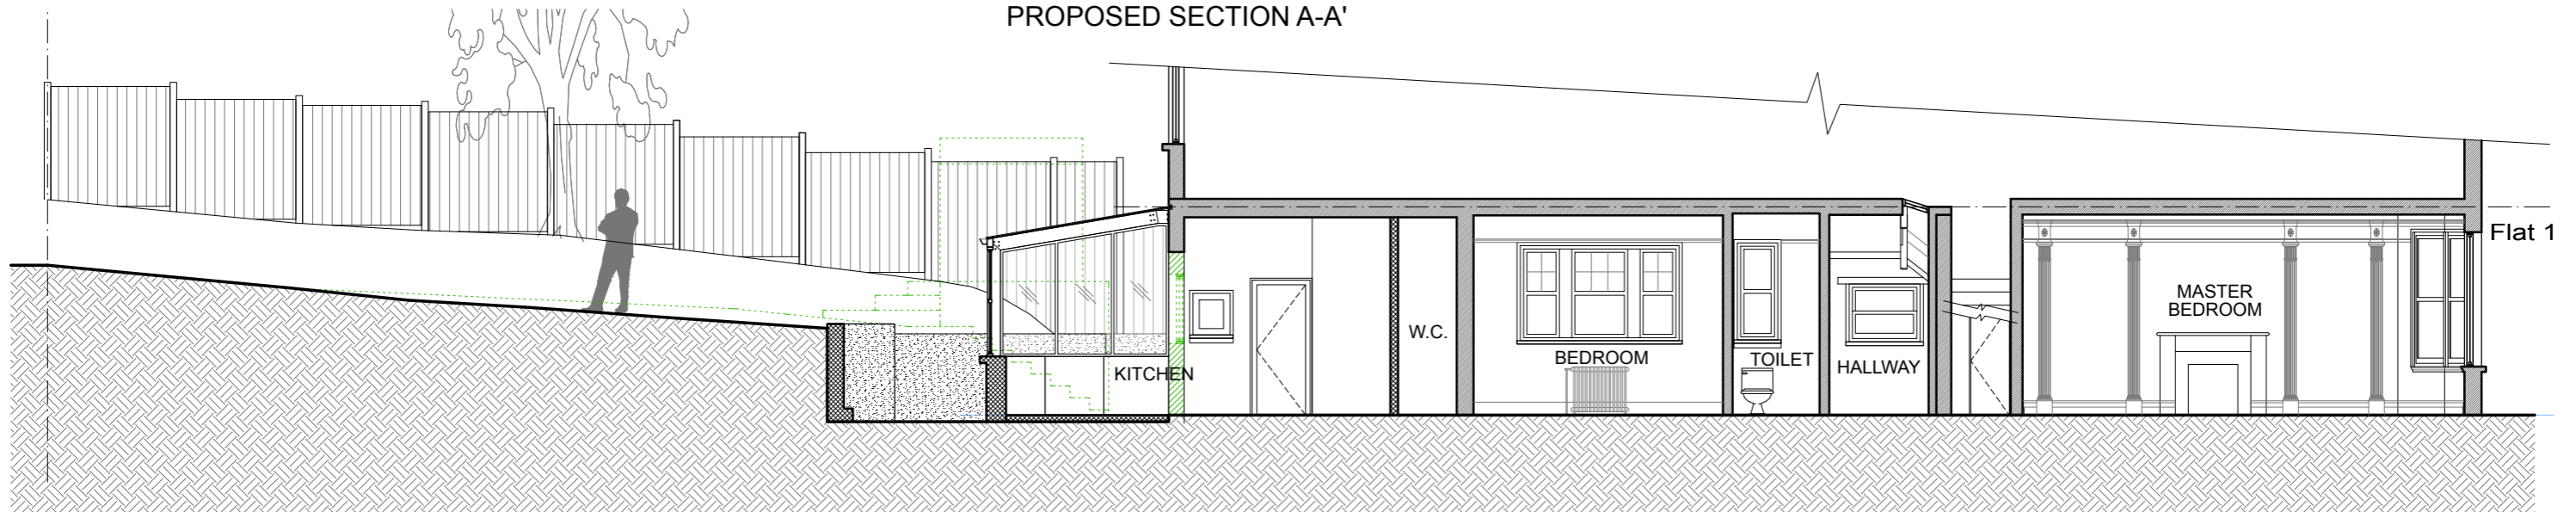 PROPOSED SECTION A-A'
Flat 1
KITCHEN
W.C.
BEDROOM
TOILET
HALLWAY
MASTER
BEDROOM